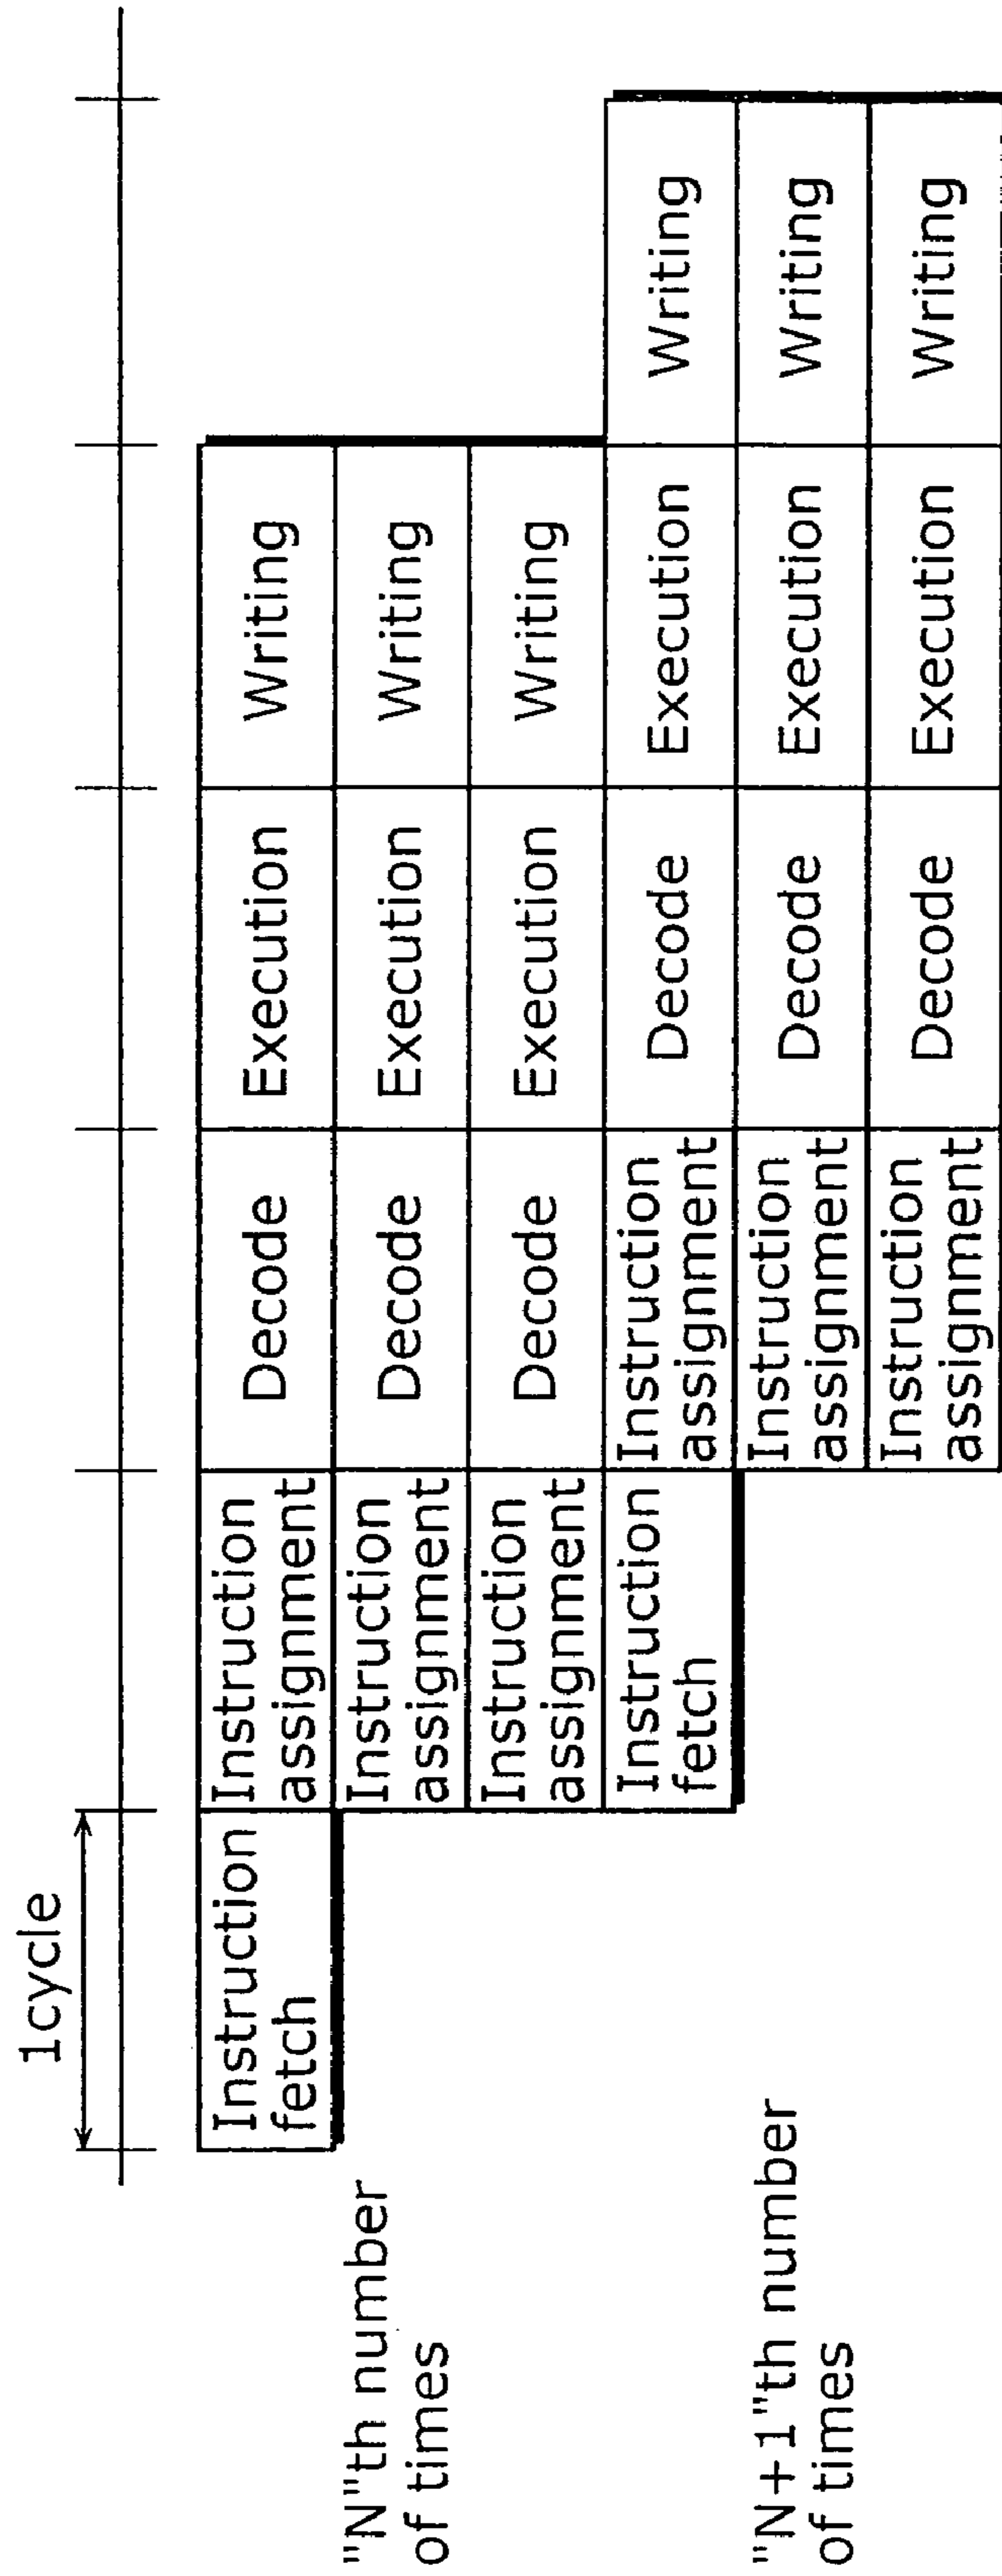 1cycle
Instruction
fetch
Instruction
assignment
Decode
Execution
Writing
"N"th number
of times
Instruction
assignment
Decode
Execution
Writing
Instruction
assignment
Decode
Execution
Writing
Instruction
fetch
Instruction
assignment
Decode
Execution
Writing
"N+1"th number
of times
Instruction
assignment
Decode
Execution
Writing
Instruction
assignment
Decode
Execution
Writing